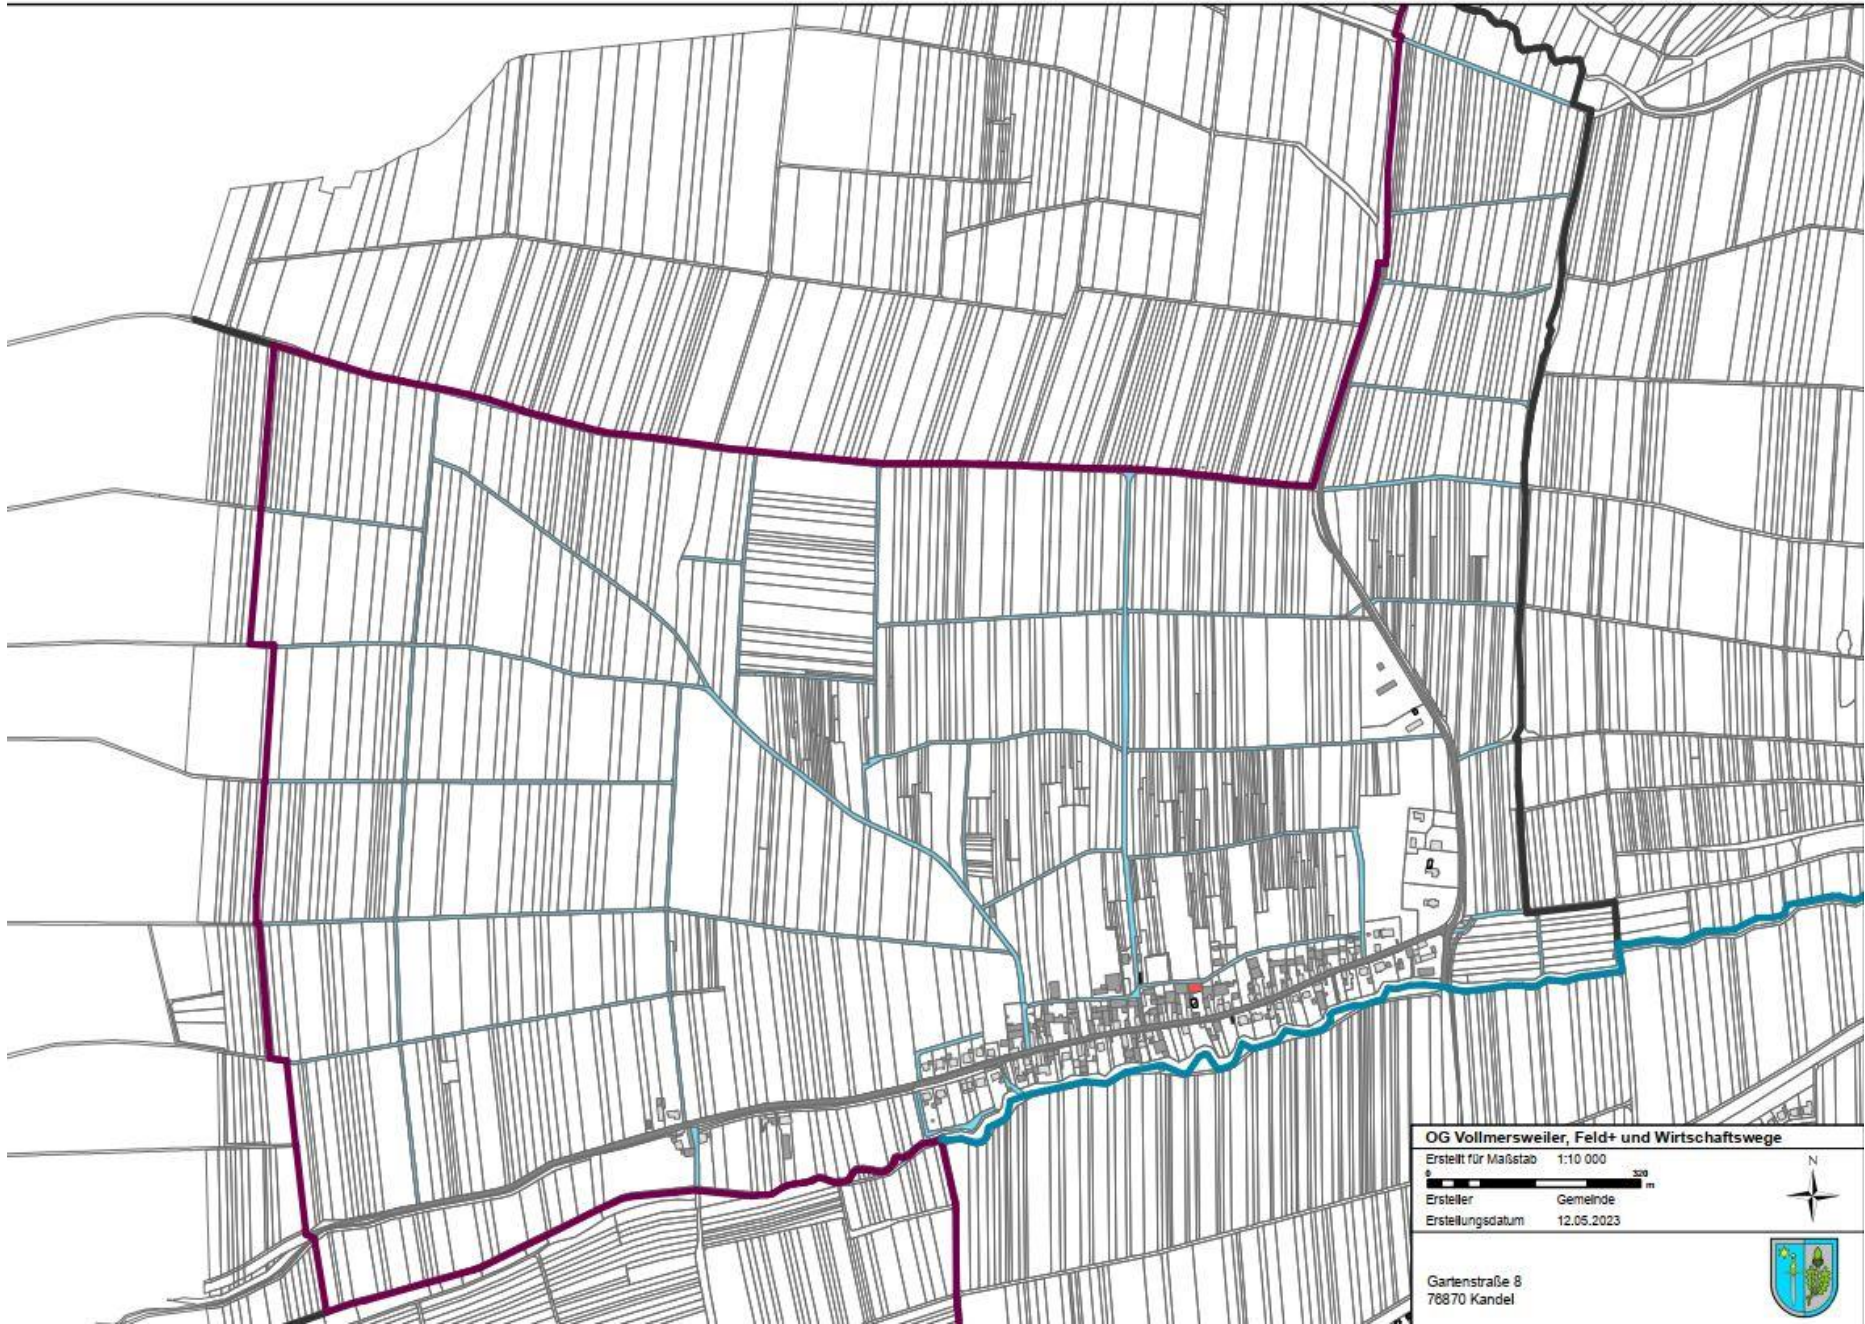 OG Vollmersweiler, Feld+ und Wirtschaftswege
Erstellt für Maßstab 1:10 000
0 320 m
Ersteller Gemeinde
Erstellungsdatum 12.05.2023
N
Gartenstraße 8
76870 Kandel